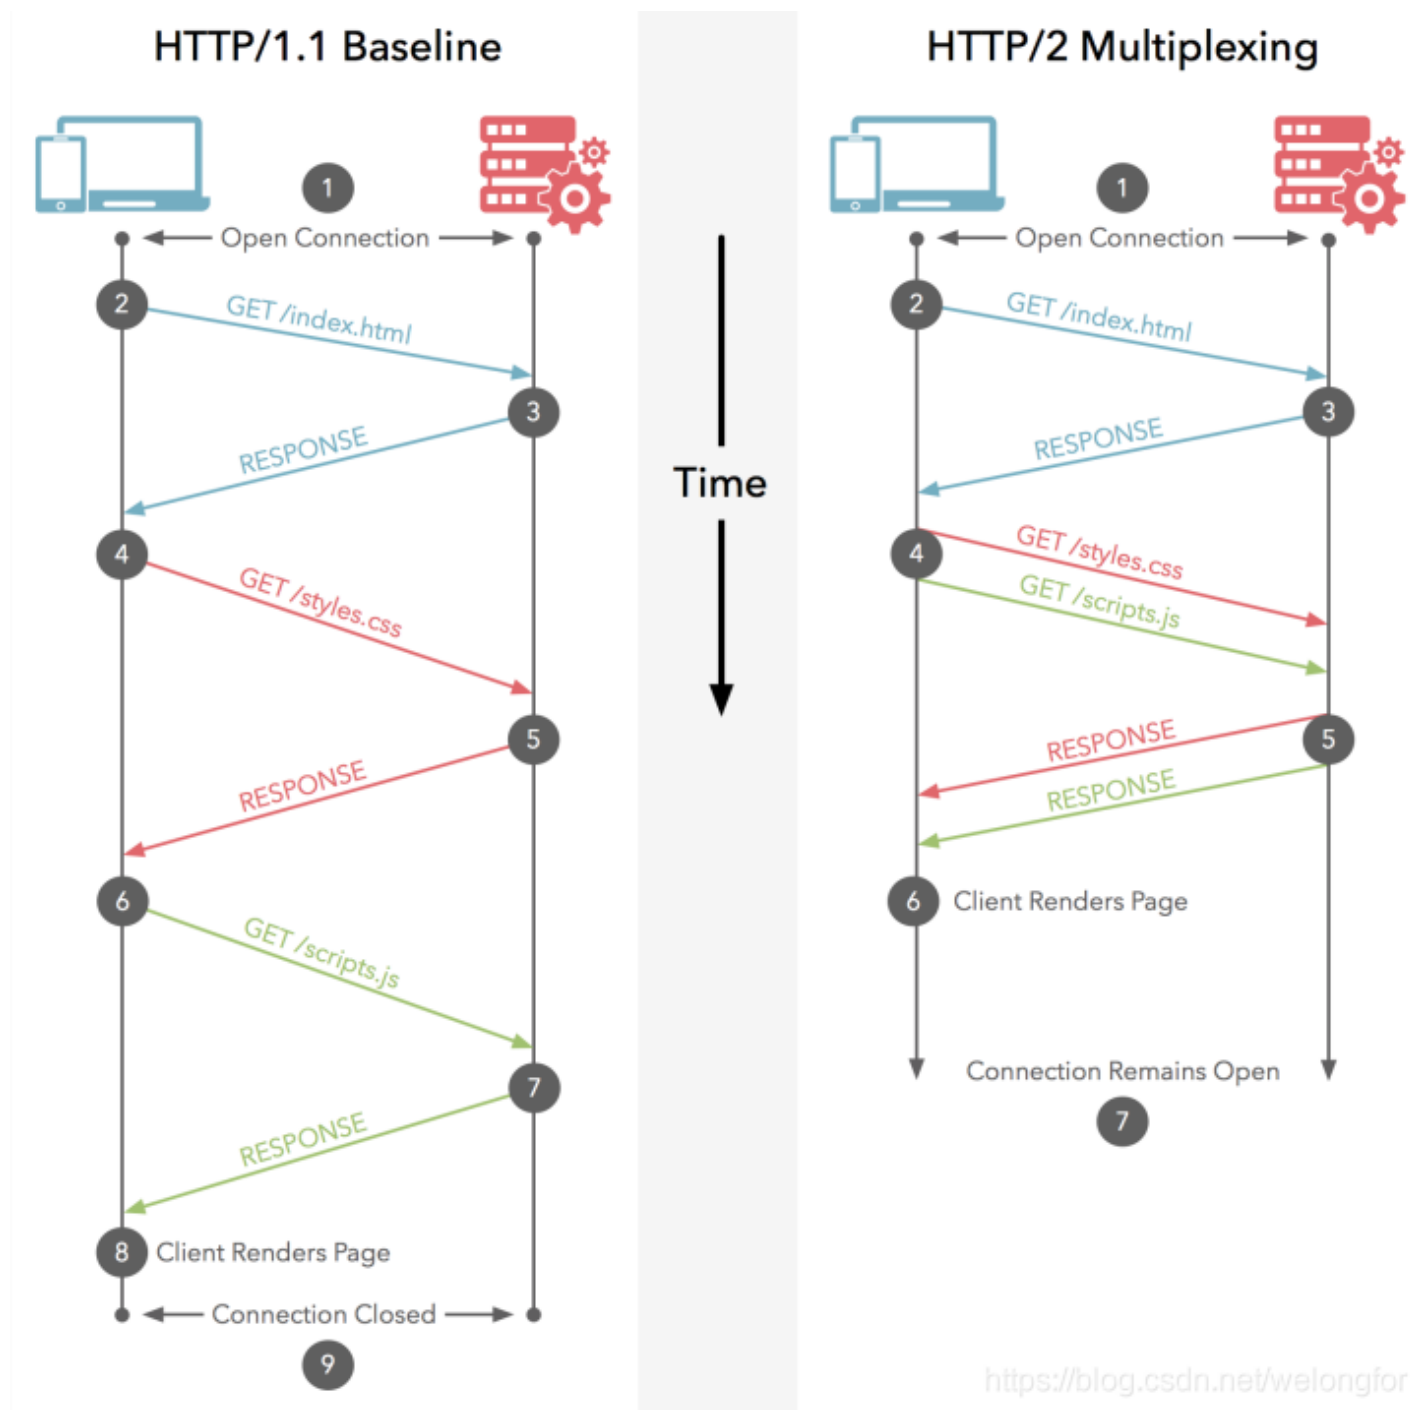 HTTP/1.1 Baseline
1
Open Connection
2
GET /index.html
3
RESPONSE
4
GET /styles.css
5
RESPONSE
6
GET /scripts.js
7
RESPONSE
8
Client Renders Page
Connection Closed
9
Time
HTTP/2 Multiplexing
1
Open Connection
2
GET /index.html
3
RESPONSE
4
GET /styles.css
GET /scripts.js
5
RESPONSE
RESPONSE
6
Client Renders Page
Connection Remains Open
7
https://blog.csdn.net/welongfor